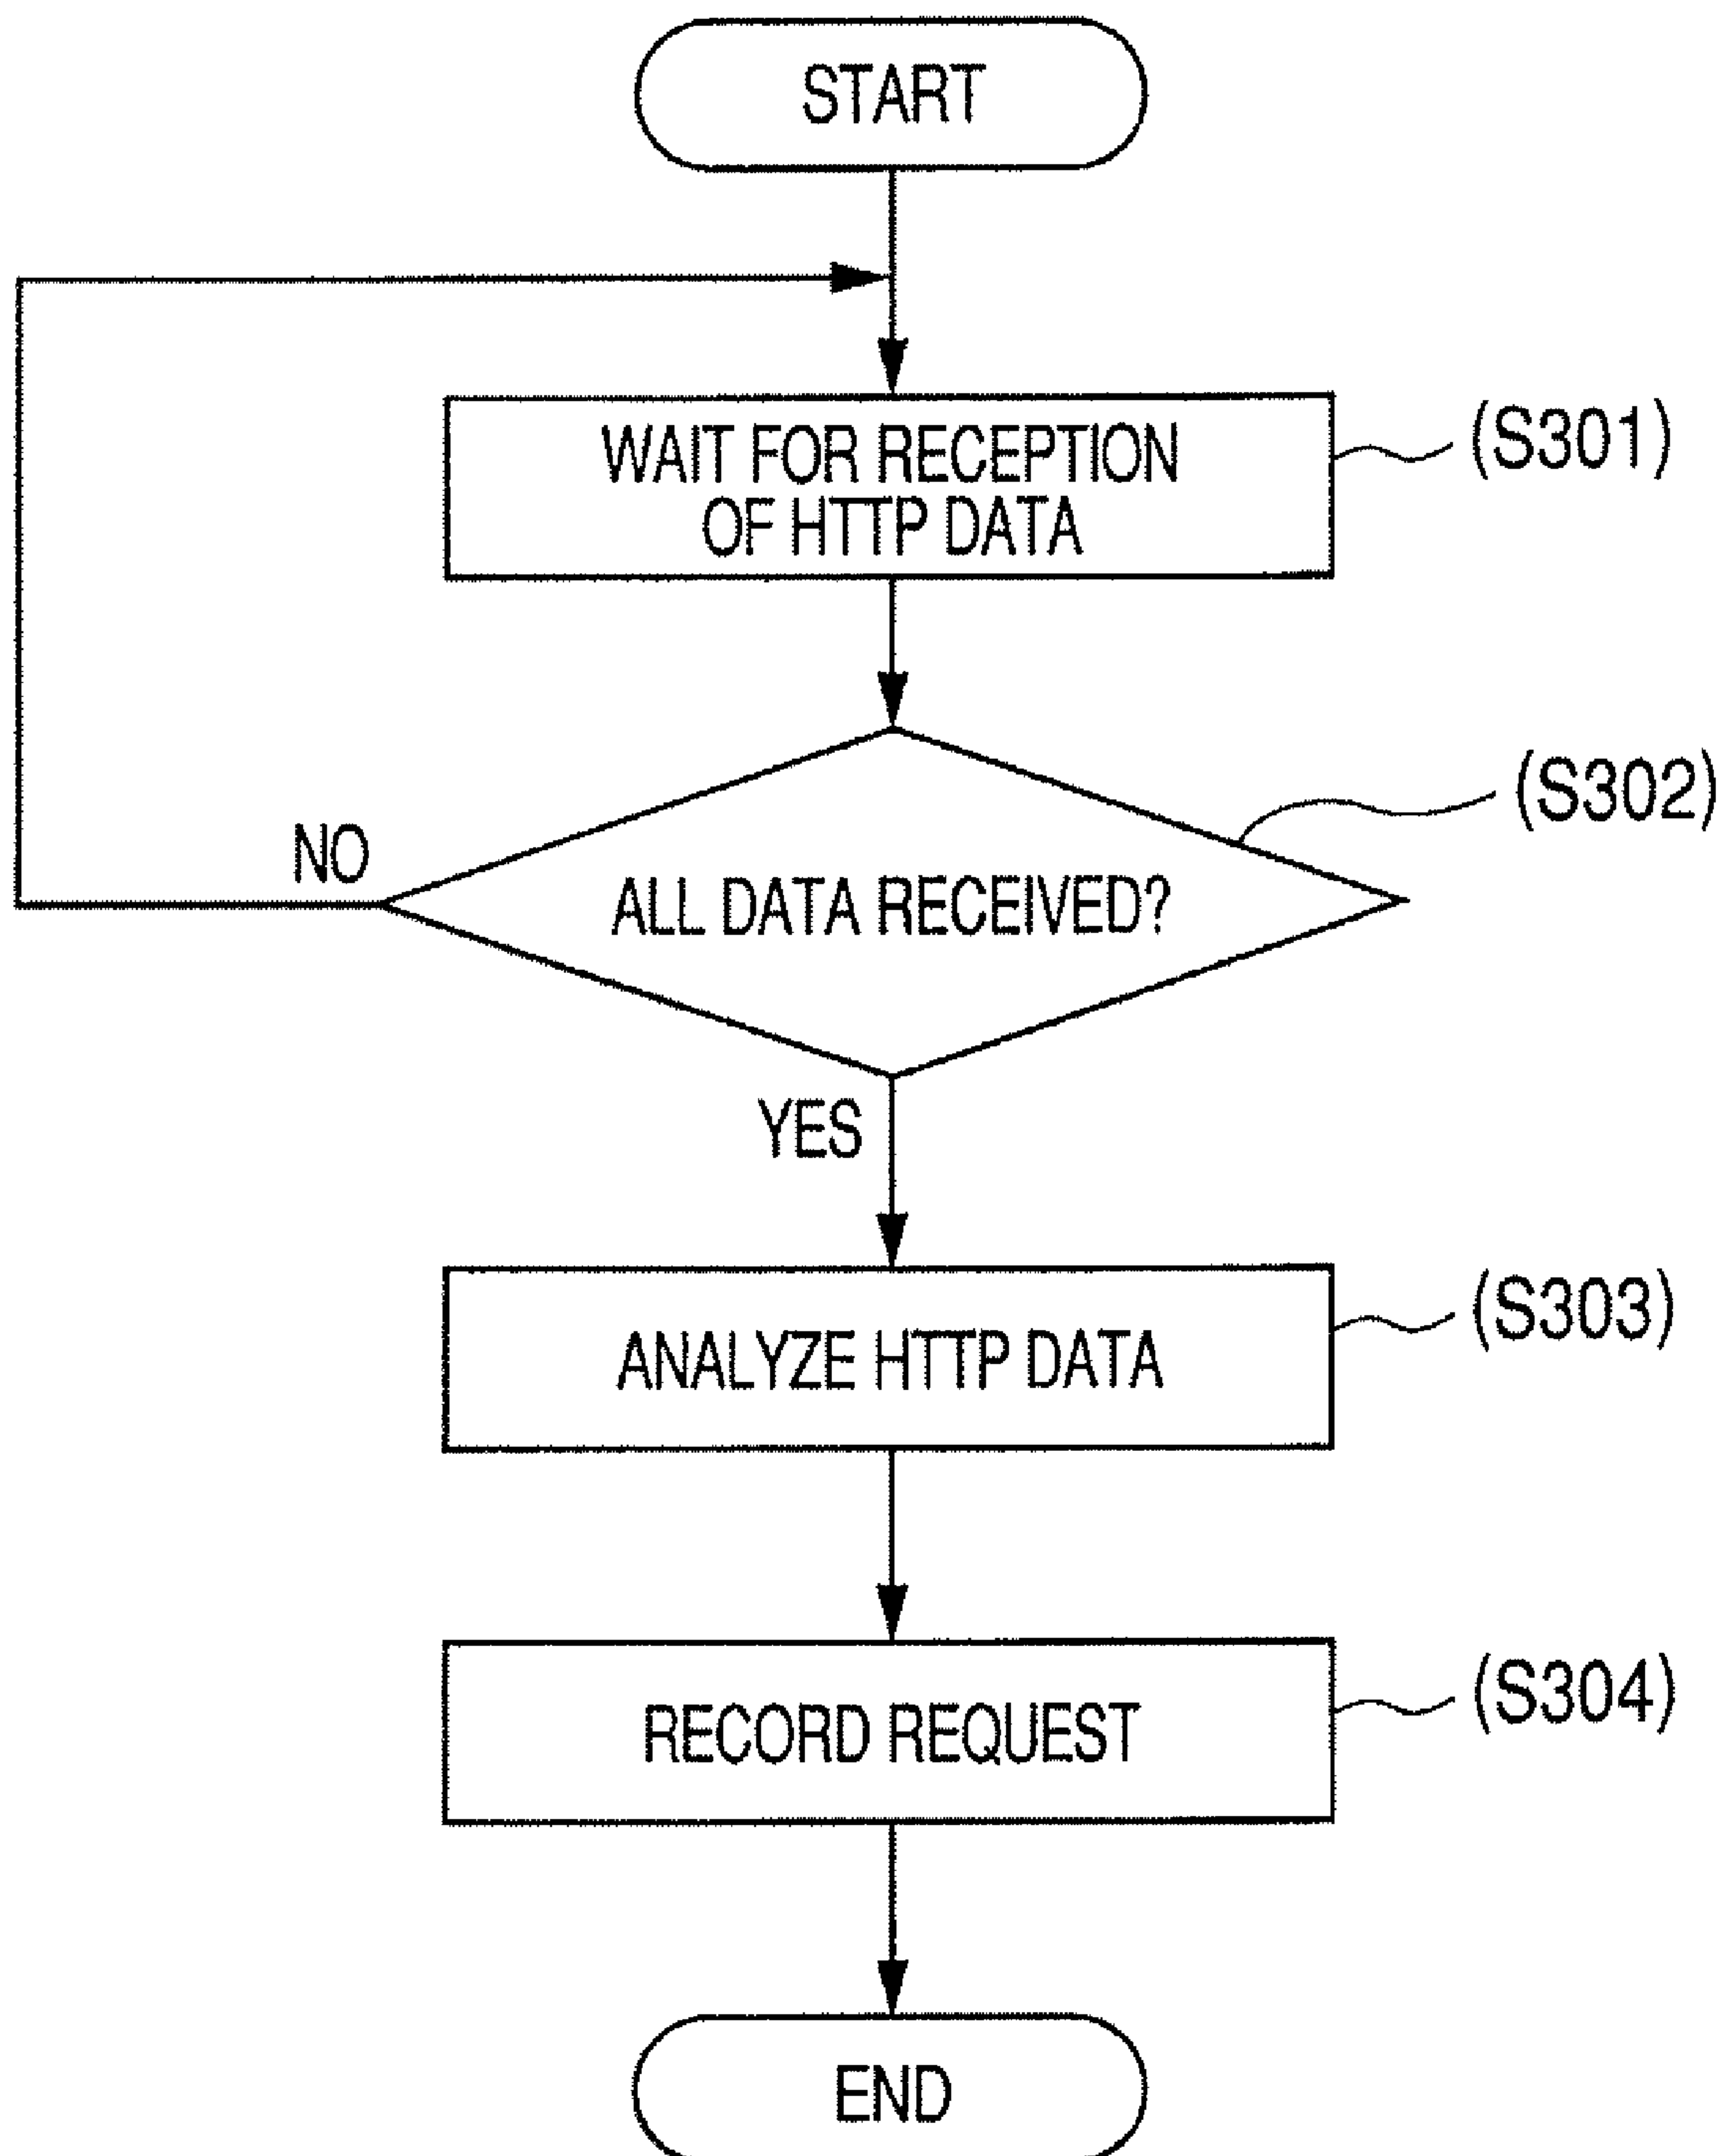 START
WAIT FOR RECEPTION
OF HTTP DATA
(S301)
(S302)
NO
ALL DATA RECEIVED?
YES
ANALYZE HTTP DATA
(S303)
RECORD REQUEST
(S304)
END